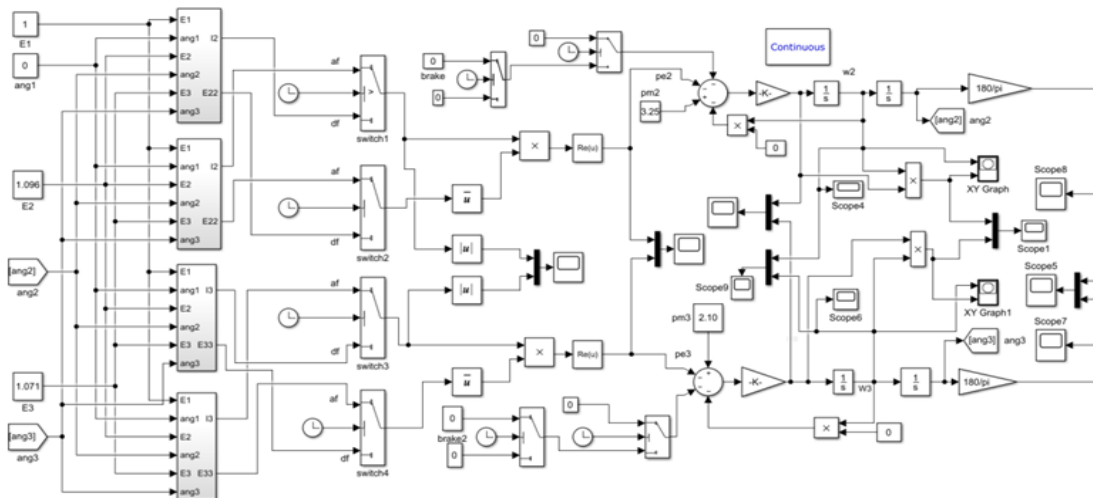 1
E1
0
ang1
1.096
E2
[ang2]
ang2
1.071
E3
[ang3]
ang3
E1
ang1
E2
ang2
E3
ang3
I2
E22
E1
ang1
E2
ang2
E3
ang3
I2
E22
E1
ang1
E2
ang2
E3
ang3
I3
E33
E1
ang1
E2
ang2
E3
ang3
I3
E33
af
>
df
switch1
af
df
switch2
af
df
switch3
af
df
switch4
0
brake
0
0
×
Re(u)
u
|u|
|u|
×
Re(u)
u
0
brake2
0
0
pe2
pm2
3.25
-K-
1
s
w2
1
s
180/pi
[ang2]
ang2
Continuous
×
0
×
XY Graph
Scope8
Scope4
Scope1
×
Scope9
Scope5
Scope6
XY Graph1
Scope7
[ang3]
ang3
pm3
2.10
pe3
-K-
1
s
W3
1
s
180/pi
×
0